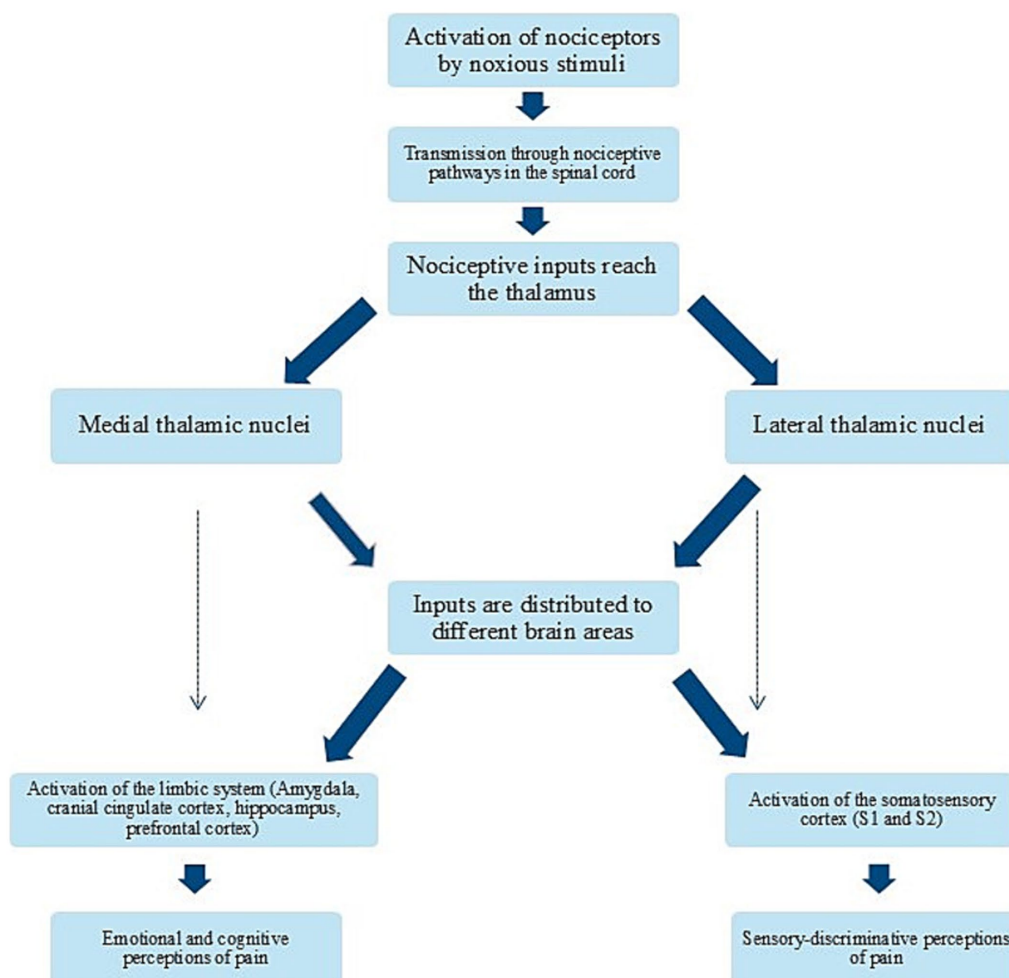 Activation of nociceptors
by noxious stimuli
Transmission through nociceptive
pathways in the spinal cord
Nociceptive inputs reach
the thalamus
Medial thalamic nuclei
Lateral thalamic nuclei
Inputs are distributed to
different brain areas
Activation of the limbic system (Amygdala,
cranial cingulate cortex, hippocampus,
prefrontal cortex)
Activation of the somatosensory
cortex (S1 and S2)
Emotional and cognitive
perceptions of pain
Sensory-discriminative perceptions
of pain